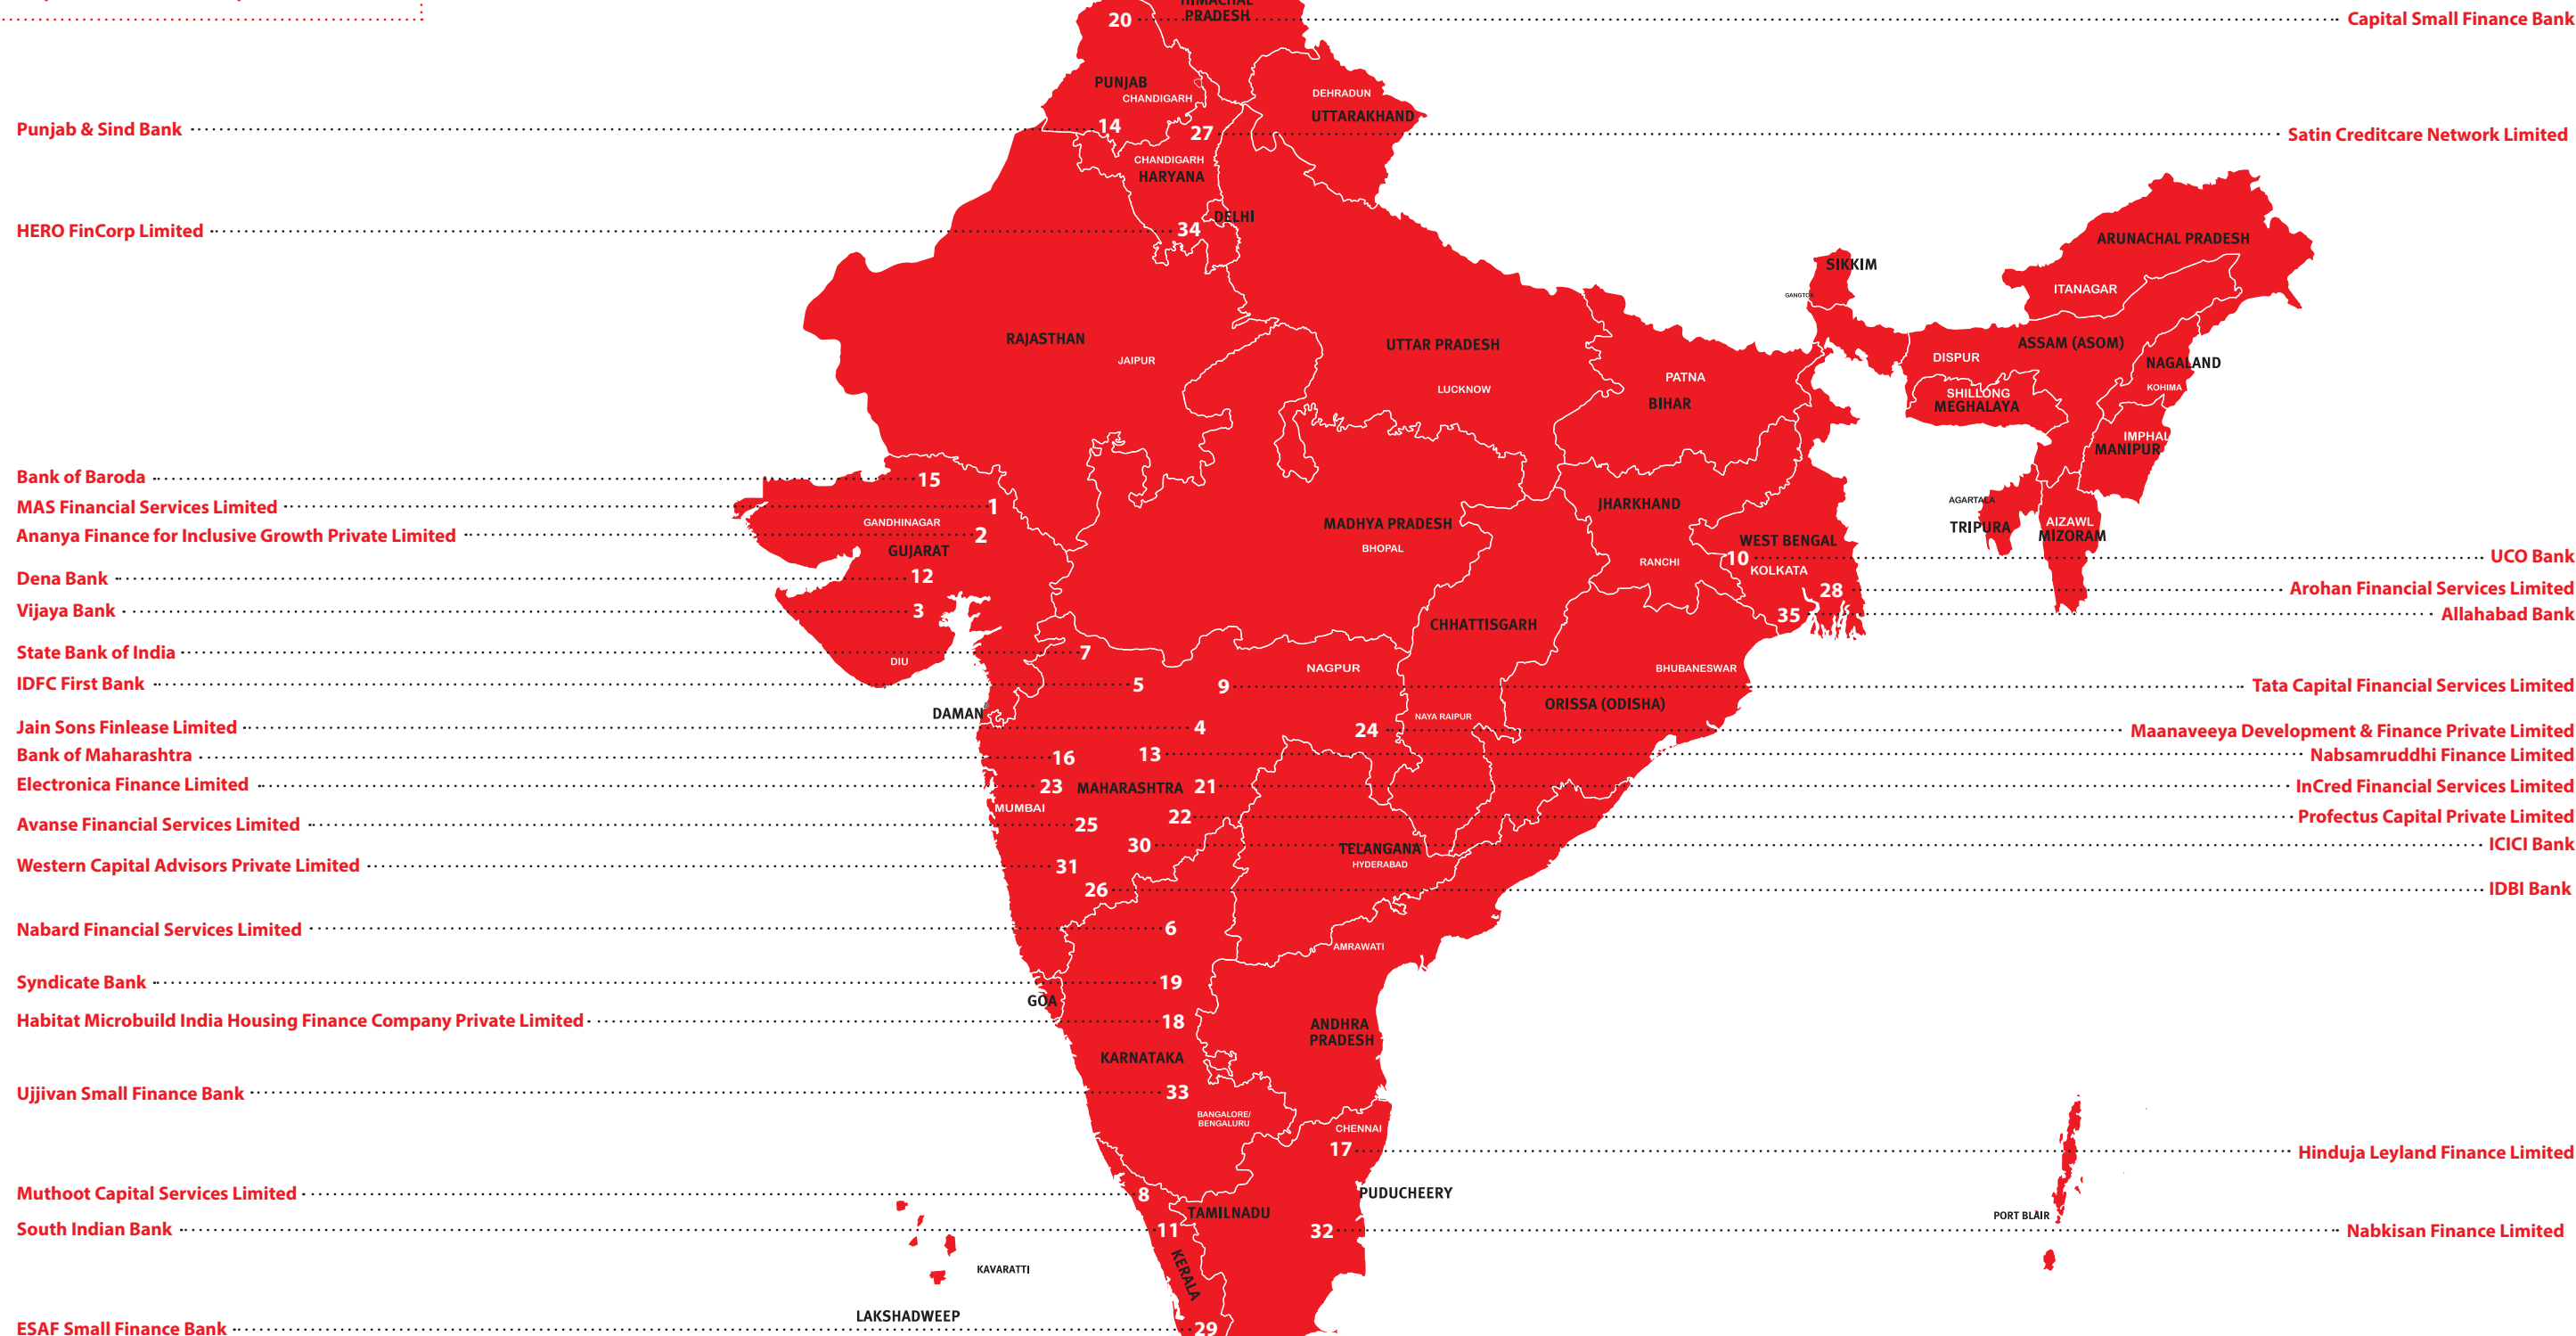 HIMACHAL
PRADESH
20
Capital Small Finance Bank
PUNJAB
CHANDIGARH
DEHRADUN
UTTARAKHAND
Punjab & Sind Bank
14
27
Satin Creditcare Network Limited
CHANDIGARH
HARYANA
DELHI
HERO FinCorp Limited
34
ARUNACHAL PRADESH
SIKKIM
GANGTOK
ITANAGAR
RAJASTHAN
JAIPUR
UTTAR PRADESH
LUCKNOW
PATNA
BIHAR
ASSAM (ASOM)
DISPUR
NAGALAND
KOHIMA
SHILLONG
MEGHALAYA
IMPHAL
MANIPUR
Bank of Baroda
15
MAS Financial Services Limited
1
GANDHINAGAR
Ananya Finance for Inclusive Growth Private Limited
2
GUJARAT
MADHYA PRADESH
BHOPAL
JHARKHAND
RANCHI
WEST BENGAL
KOLKATA
AGARTALA
TRIPURA
AIZAWL
MIZORAM
10
UCO Bank
Dena Bank
12
28
Arohan Financial Services Limited
Vijaya Bank
3
35
Allahabad Bank
CHHATTISGARH
State Bank of India
7
DIU
NAGPUR
BHUBANESWAR
IDFC First Bank
5
9
Tata Capital Financial Services Limited
ORISSA (ODISHA)
DAMAN
NAYA RAIPUR
Jain Sons Finlease Limited
4
24
Maanaveeya Development & Finance Private Limited
Bank of Maharashtra
16
13
Nabsamruddhi Finance Limited
Electronica Finance Limited
23
MAHARASHTRA
21
InCred Financial Services Limited
MUMBAI
22
Profectus Capital Private Limited
Avanse Financial Services Limited
25
30
ICICI Bank
TELANGANA
HYDERABAD
Western Capital Advisors Private Limited
31
26
IDBI Bank
Nabard Financial Services Limited
6
AMRAWATI
Syndicate Bank
19
GOA
Habitat Microbuild India Housing Finance Company Private Limited
18
ANDHRA
PRADESH
KARNATAKA
Ujjivan Small Finance Bank
33
BANGALORE/
BENGALURU
CHENNAI
17
Hinduja Leyland Finance Limited
Muthoot Capital Services Limited
8
PUDUCHEERY
TAMILNADU
PORT BLAIR
South Indian Bank
11
32
Nabkisan Finance Limited
KERALA
KAVARATTI
LAKSHADWEEP
ESAF Small Finance Bank
29